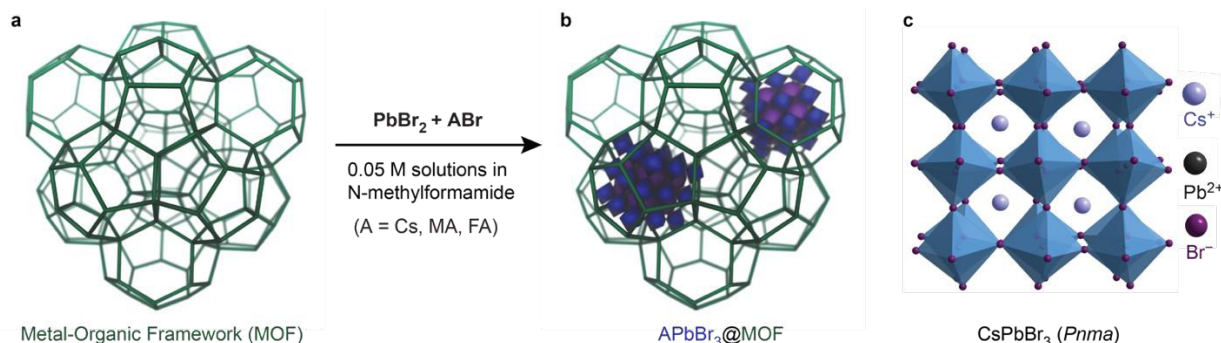 a
b
c
PbBr₂ + ABr
0.05 M solutions in
N-methylformamide
(A = Cs, MA, FA)
Cs⁺
Pb²⁺
Br⁻
Metal-Organic Framework (MOF)
APbBr₃@MOF
CsPbBr₃ (Pnma)